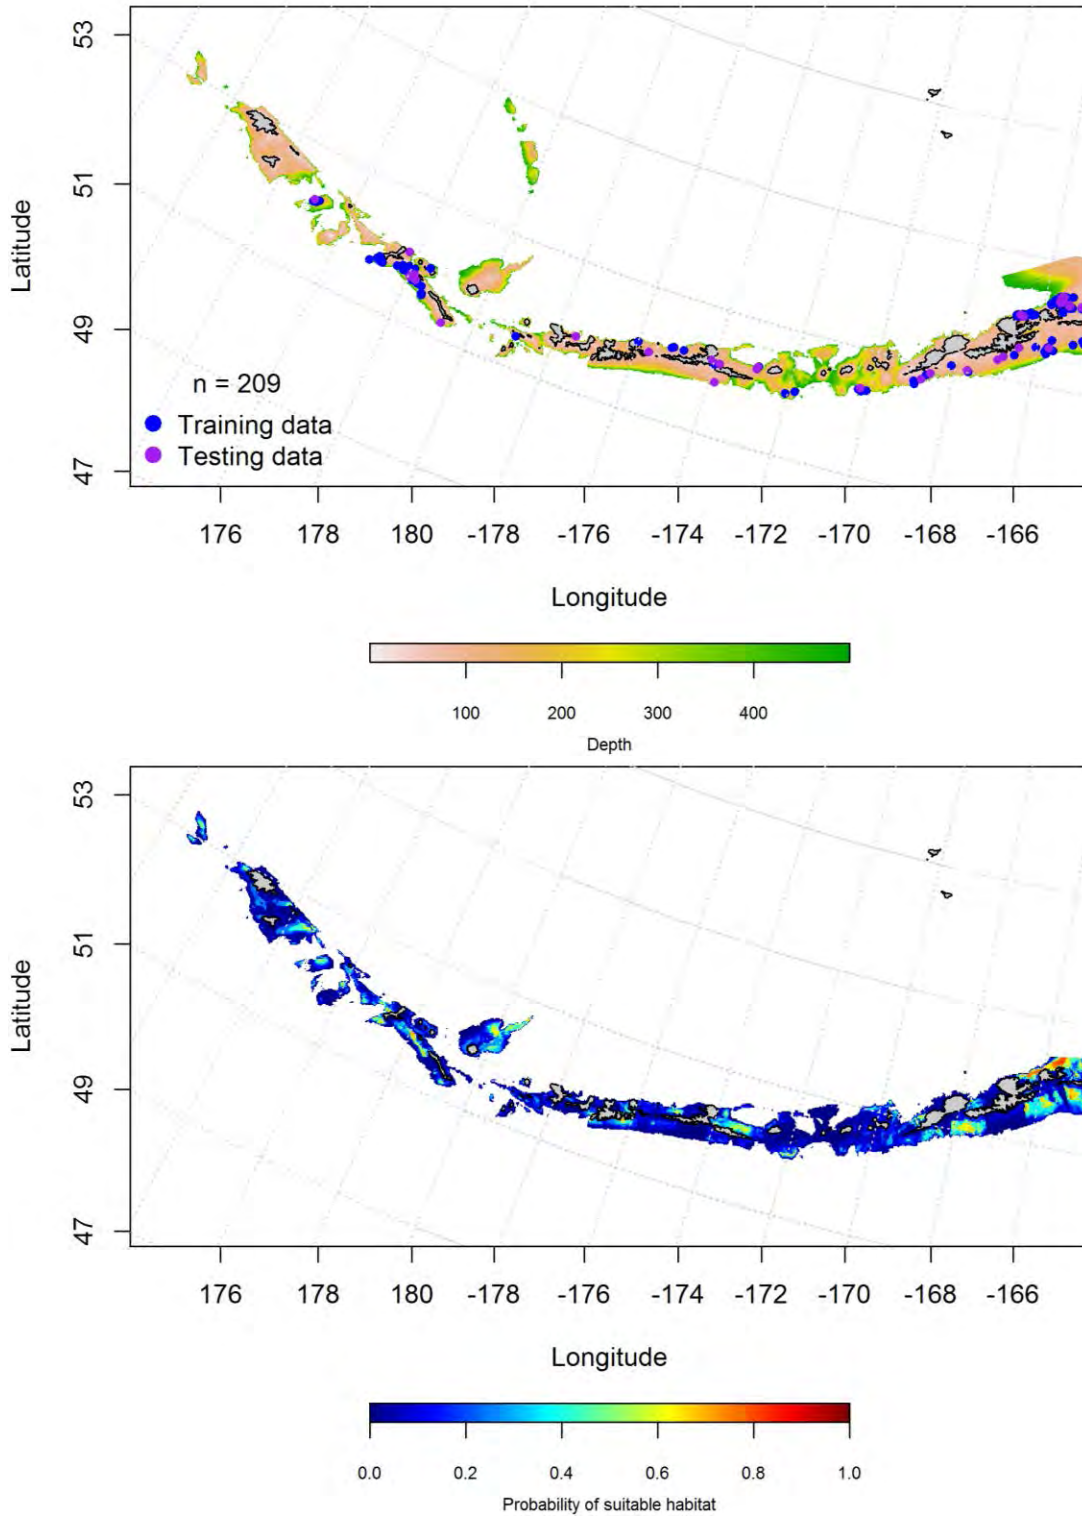 53
51
49
47
Latitude
n = 209
Training data
Testing data
176 178 180 -178 -176 -174 -172 -170 -168 -166
Longitude
100 200 300 400
Depth
53
51
49
47
Latitude
176 178 180 -178 -176 -174 -172 -170 -168 -166
Longitude
0.0 0.2 0.4 0.6 0.8 1.0
Probability of suitable habitat